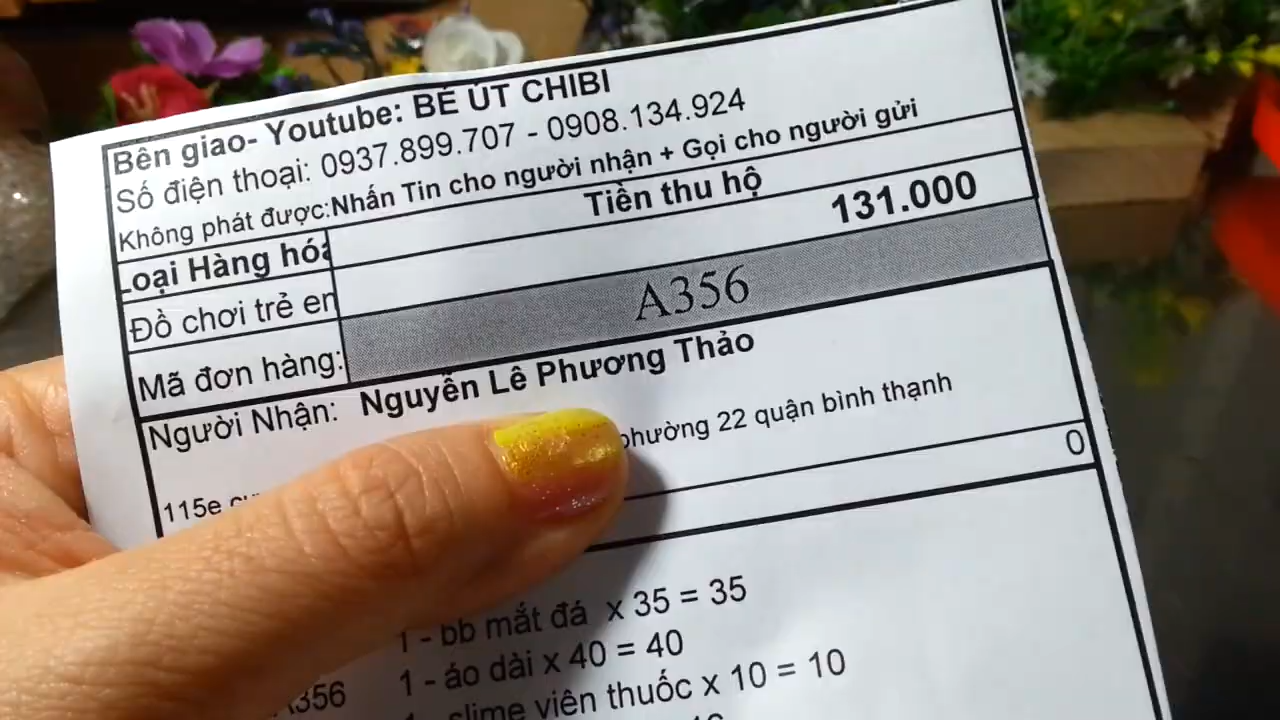 Bên giao- Youtube: BÉ ÚT CHIBI
Số điện thoại: 0937.899.707 - 0908.134.924
Không phát được:Nhấn Tin cho người nhận + Gọi cho người gửi
Loại Hàng hóa
Tiền thu hộ
Đồ chơi trẻ em
131.000
Mã đơn hàng:
A356
Người Nhận: Nguyễn Lê Phương Thảo
115e phường 22 quận bình thạnh
0
1 - bb mắt đá x 35 = 35
A356
1 - áo dài x 40 = 40
1 - slime viên thuốc x 10 = 10